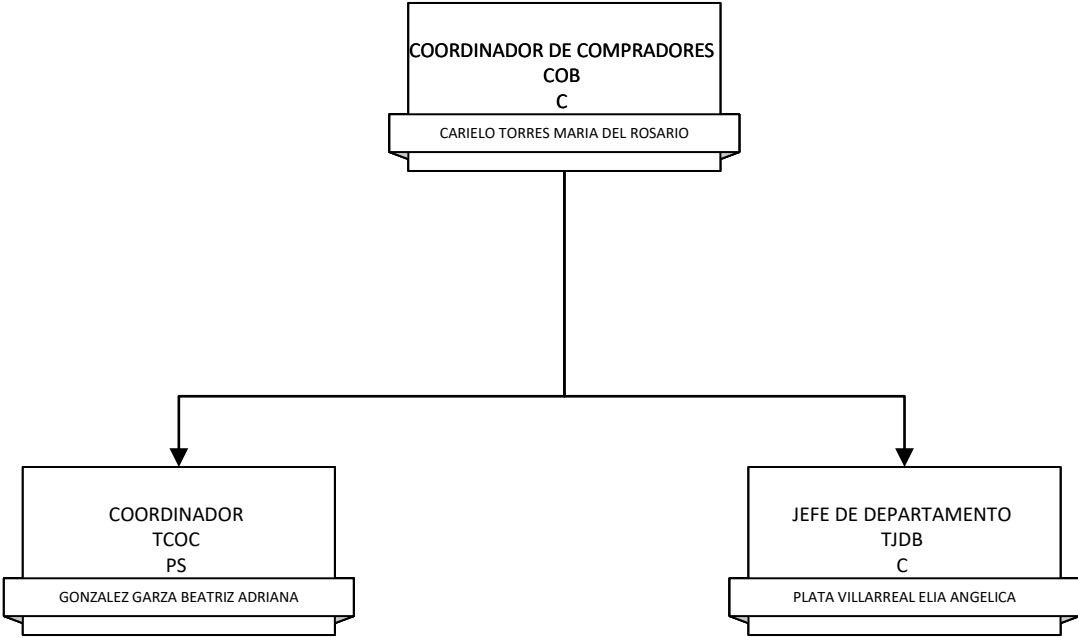 COORDINADOR DE COMPRADORES
COB
C
CARIELO TORRES MARIA DEL ROSARIO
COORDINADOR
TCOC
PS
GONZALEZ GARZA BEATRIZ ADRIANA
JEFE DE DEPARTAMENTO
TJDB
C
PLATA VILLARREAL ELIA ANGELICA